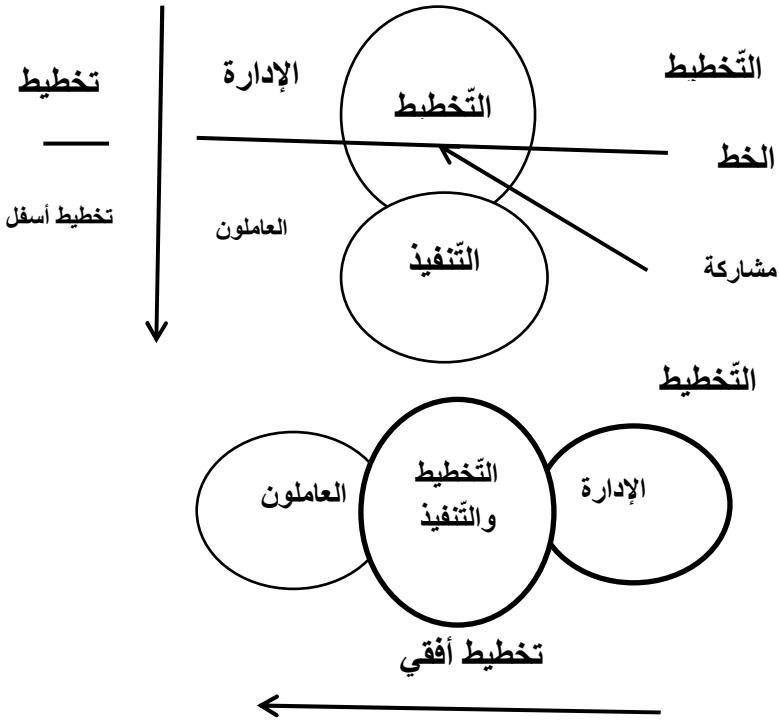 التّخطيط
الإدارة
تخطيط
التّخطيط
الخط
العاملون
تخطيط أسفل
التّنفيذ
مشاركة
التّخطيط
الإدارة
التّخطيط
والتّنفيذ
العاملون
تخطيط أفقي